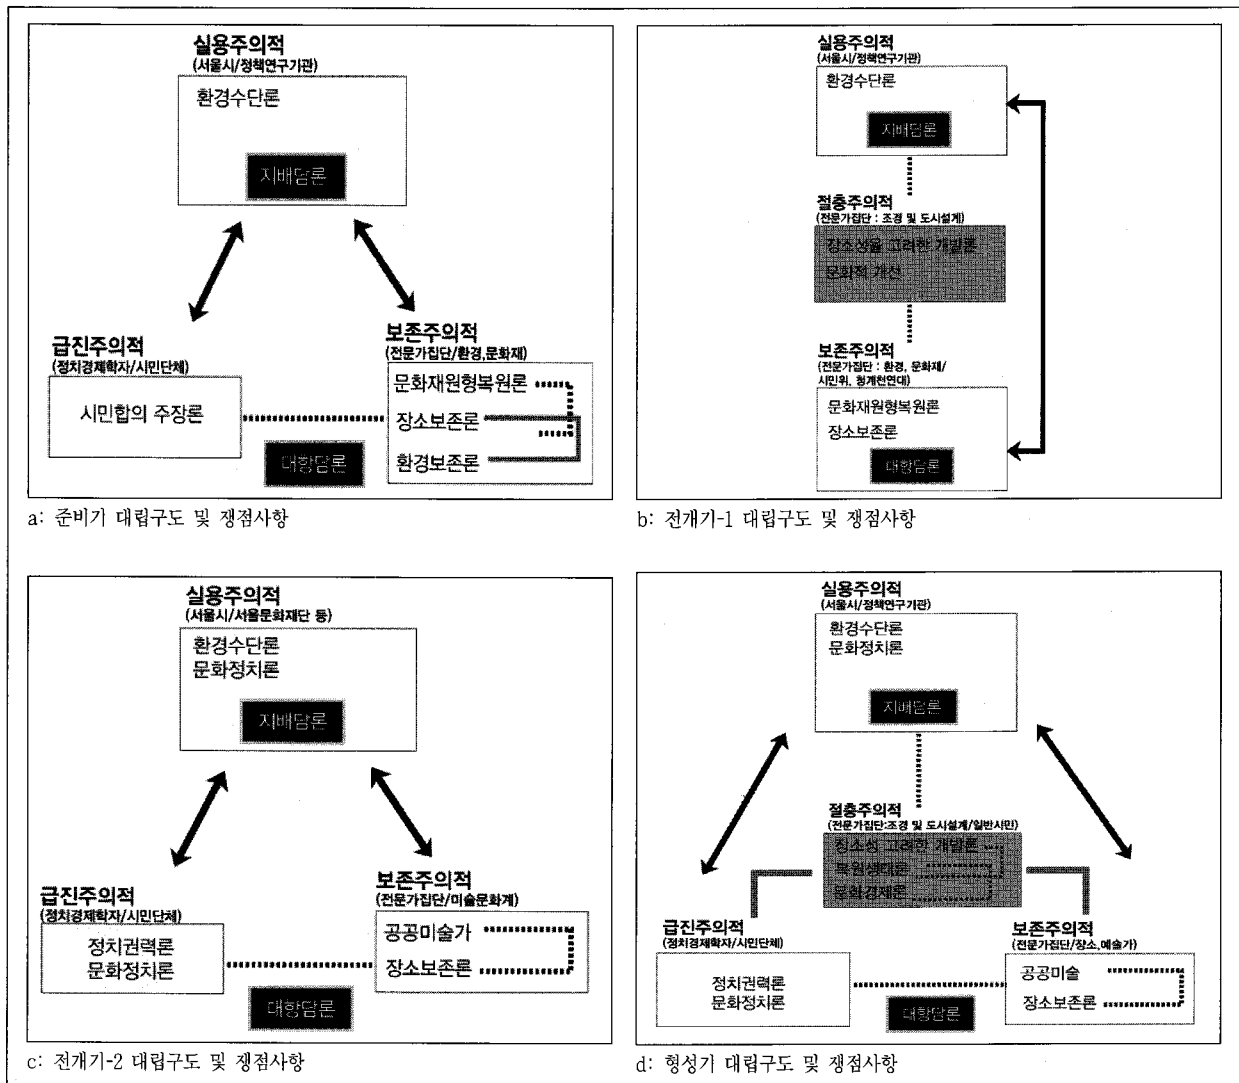 실용주의적
(서울시/정책연구기관)
환경수단론
지배담론
급진주의적
(정치경제학자/시민단체)
시민합의 주장론
보존주의적
(전문가집단/환경,문화재)
문화재원형복원론
장소보존론
환경보존론
대항담론
a: 준비기 대립구도 및 쟁점사항
실용주의적
(서울시/정책연구기관)
환경수단론
지배담론
절충주의적
(전문가집단 : 조경 및 도시설계)
장소성을 고려한 개발론
문화적 개선
보존주의적
(전문가집단 : 환경, 문화재/
시민위, 청계천연대)
문화재원형복원론
장소보존론
대항담론
b: 전개기-1 대립구도 및 쟁점사항
실용주의적
(서울시/서울문화재단 등)
환경수단론
문화정치론
지배담론
급진주의적
(정치경제학자/시민단체)
정치권력론
문화정치론
보존주의적
(전문가집단/미술문화계)
공공미술가
장소보존론
대항담론
c: 전개기-2 대립구도 및 쟁점사항
실용주의적
(서울시/정책연구기관)
환경수단론
문화정치론
지배담론
절충주의적
(전문가집단:조경 및 도시설계/일반시민)
장소성 고려한 개발론
복원생태론
문화경제론
급진주의적
(정치경제학자/시민단체)
정치권력론
문화정치론
보존주의적
(전문가집단/장소,예술가)
공공미술
장소보존론
대항담론
d: 형성기 대립구도 및 쟁점사항